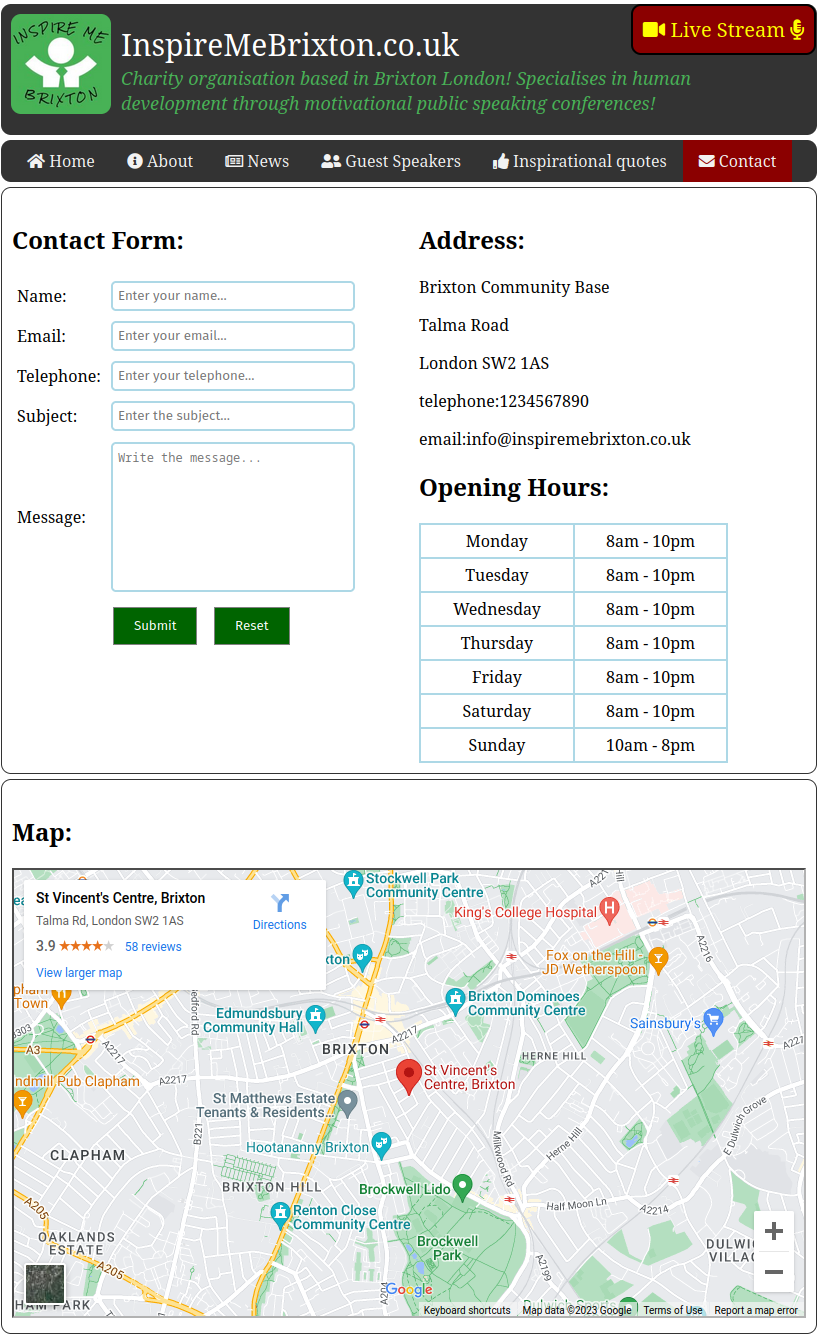 INSPIRE ME
BRIXTON
InspireMeBrixton.co.uk
Charity organisation based in Brixton London! Specialises in human
development through motivational public speaking conferences!
Live Stream
Home About News Guest Speakers Inspirational quotes Contact
Contact Form:
Name: Enter your name...
Email: Enter your email...
Telephone: Enter your telephone...
Subject: Enter the subject...
Message: Write the message...
Submit Reset
Address:
Brixton Community Base
Talma Road
London SW2 1AS
telephone:1234567890
email:info@inspiremebrixton.co.uk
Opening Hours:
Monday 8am - 10pm
Tuesday 8am - 10pm
Wednesday 8am - 10pm
Thursday 8am - 10pm
Friday 8am - 10pm
Saturday 8am - 10pm
Sunday 10am - 8pm
Map:
St Vincent's Centre, Brixton
Talma Rd, London SW2 1AS
Directions
3.9 58 reviews
View larger map
Stockwell Park
Community Centre
King's College Hospital
H
A2216
Fox on the Hill -
JD Wetherspoon
Town
Edmundsbury
Community Hall
Brixton Dominoes
Community Centre
Sainsbury's
A3
A2217
A2217
A2217
BRIXTON
HERNE HILL
St Vincent's
Centre, Brixton
ndmill Pub Clapham
St Matthews Estate
Tenants & Residents...
B221
CLAPHAM
Hootananny Brixton
Milkwood Rd
Herne Hill
E Dulwich Grove
BRIXTON HILL
Brockwell Lido
Half Moon Ln
A2214
Renton Close
Community Centre
A205
OAKLANDS
ESTATE
Brockwell
Park
A205
A2199
A204
Google
Keyboard shortcuts Map data ©2023 Google Terms of Use Report a map error